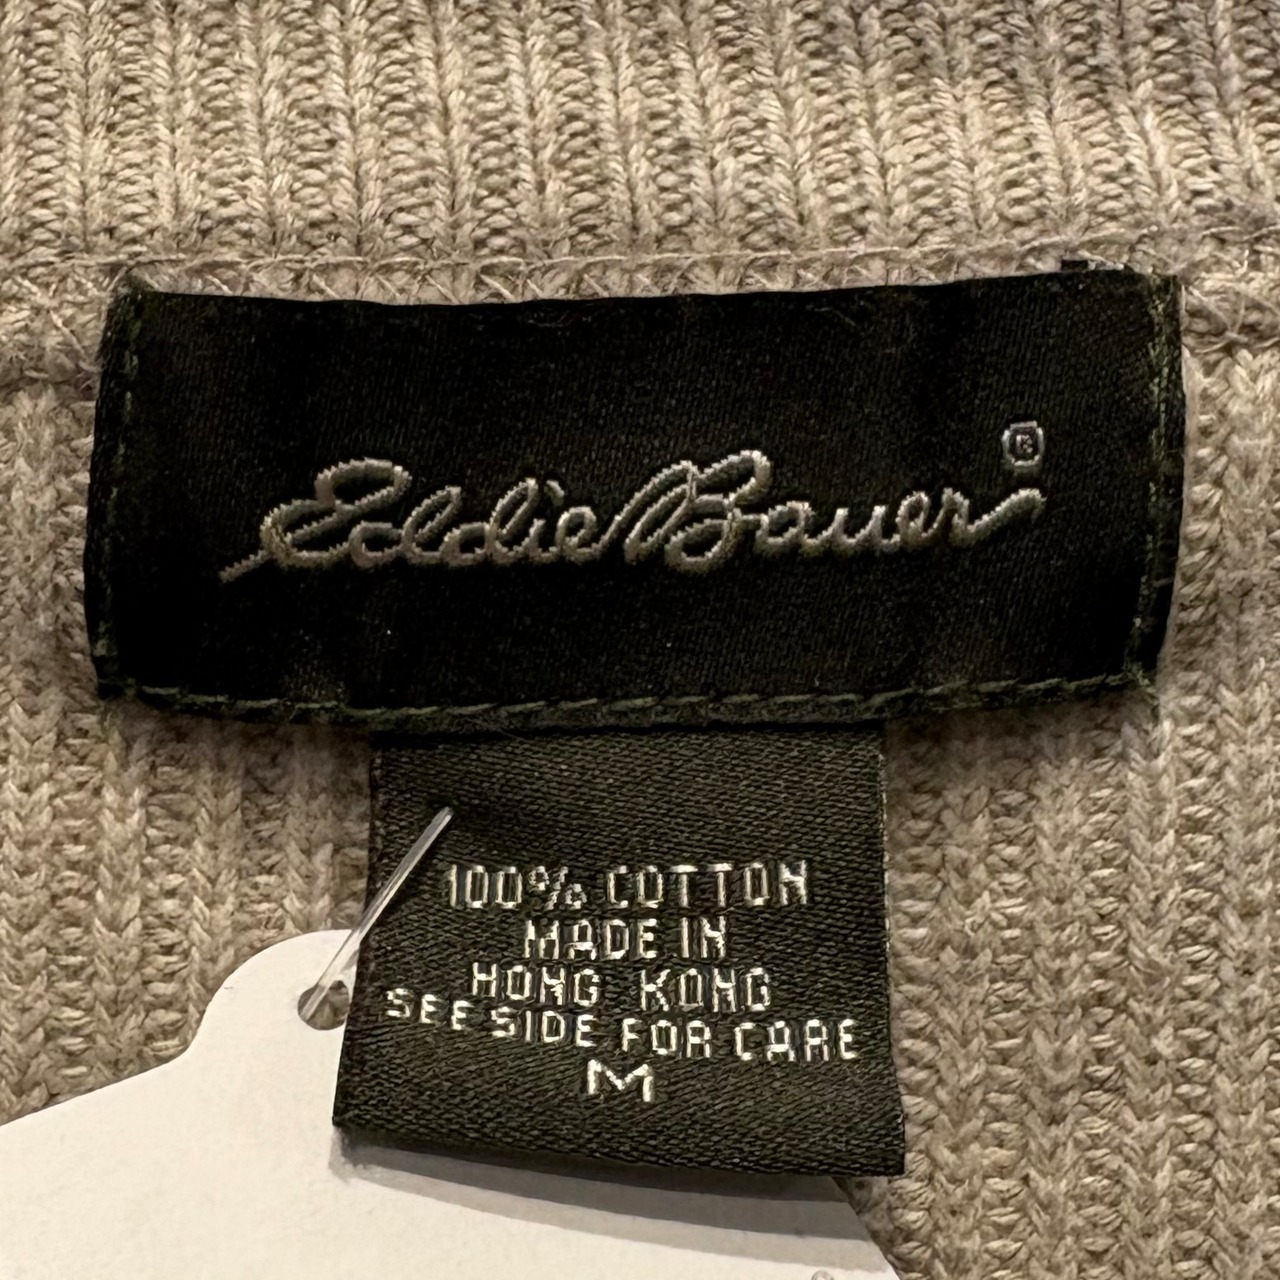 Eddie Bauer®
100% COTTON
MADE IN
HONG KONG
SEE SIDE FOR CARE
M